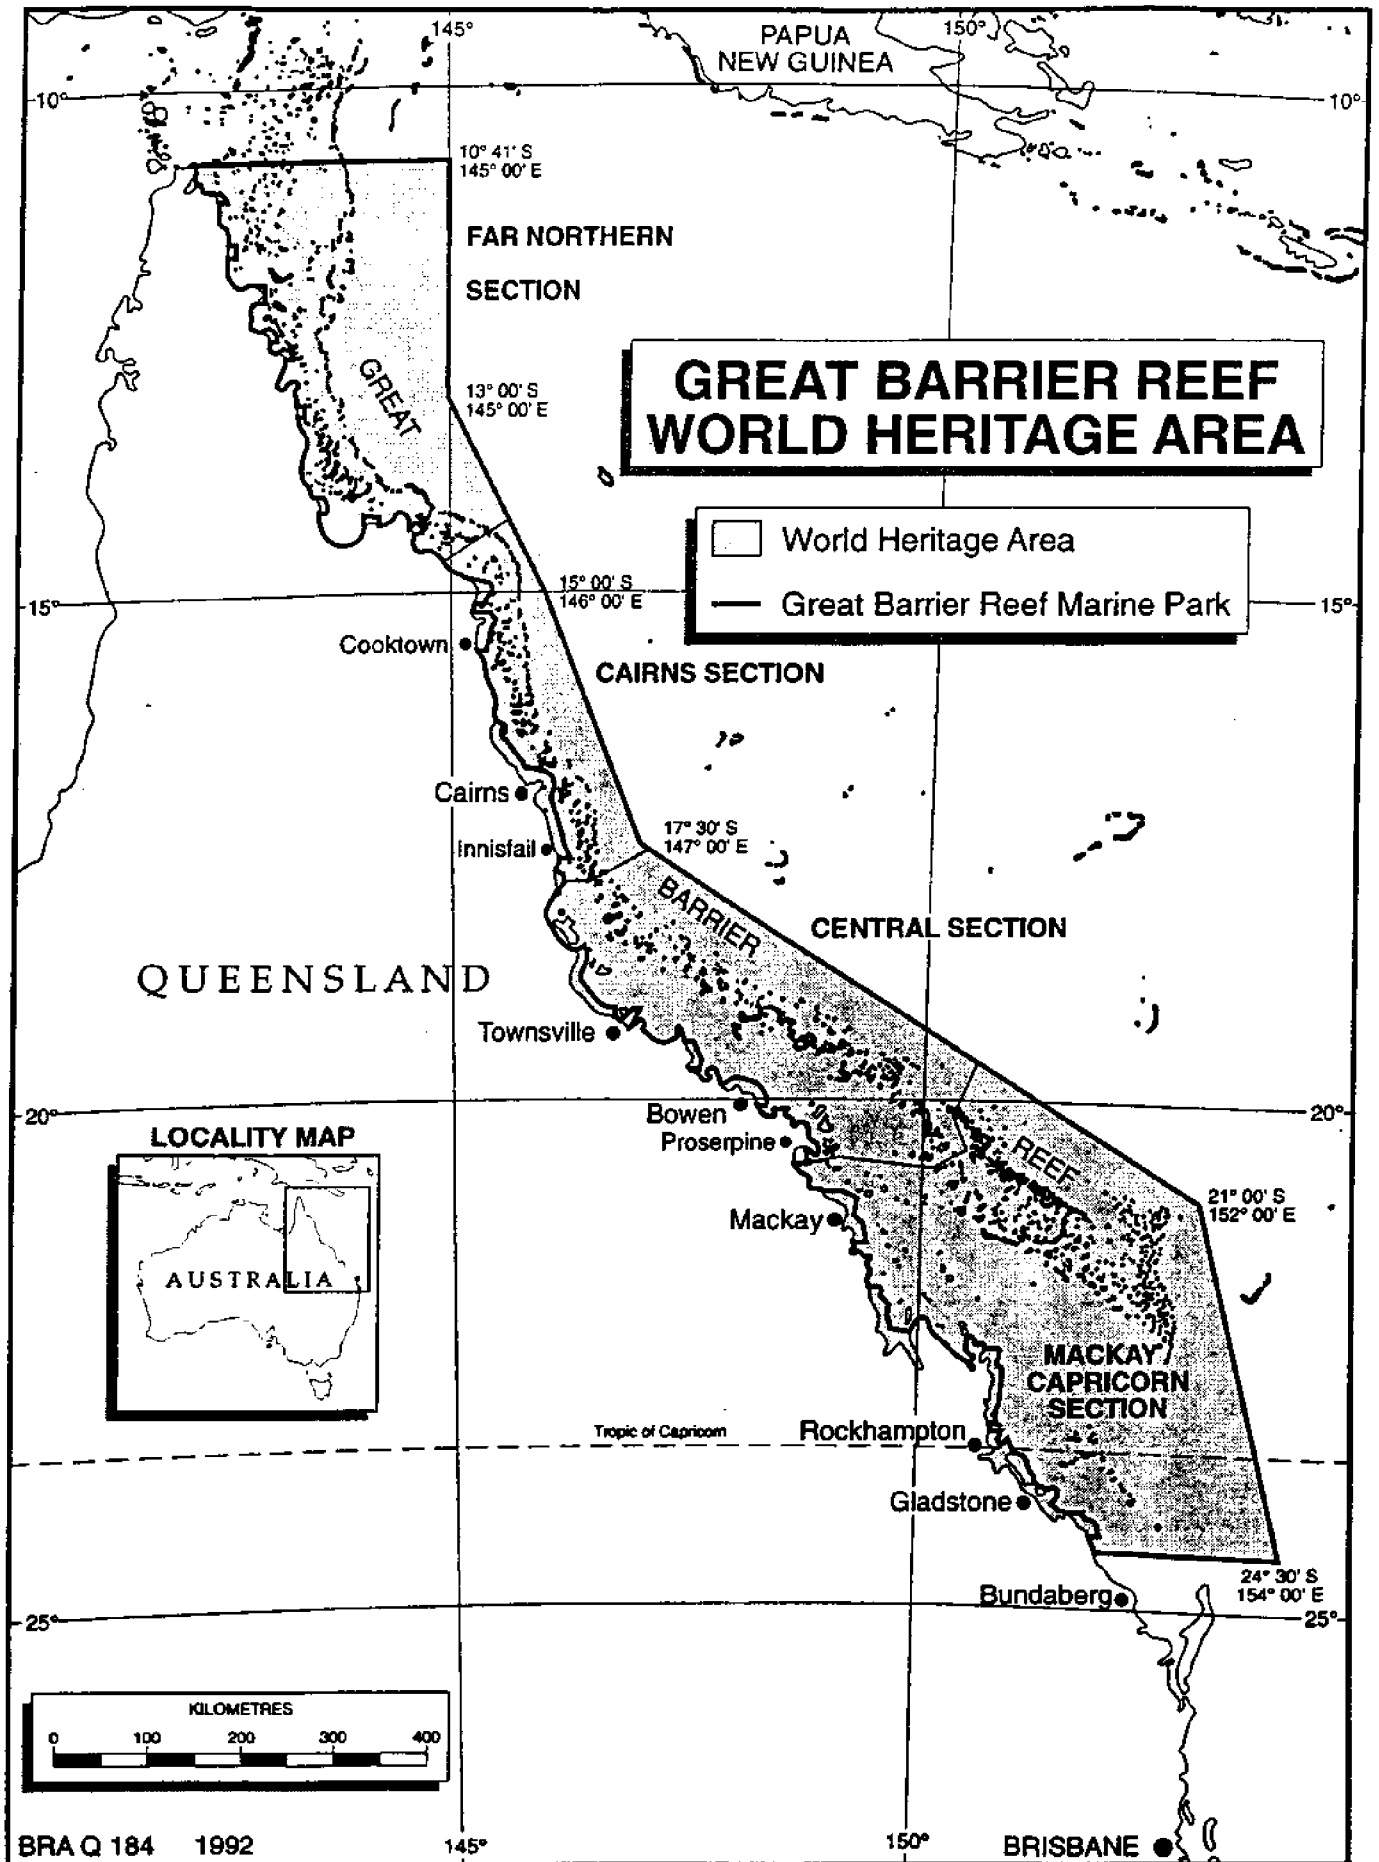 145°
150°
PAPUA
NEW GUINEA
10°
10°
10° 41' S
145° 00' E
FAR NORTHERN
SECTION
GREAT
13° 00' S
145° 00' E
GREAT BARRIER REEF
WORLD HERITAGE AREA
World Heritage Area
Great Barrier Reef Marine Park
15° 00' S
146° 00' E
15°
15°
Cooktown
CAIRNS SECTION
Cairns
17° 30' S
147° 00' E
Innisfail
BARRIER
CENTRAL SECTION
QUEENSLAND
Townsville
20°
20°
Bowen
Proserpine
REEF
LOCALITY MAP
AUSTRALIA
Mackay
21° 00' S
152° 00' E
MACKAY
CAPRICORN
SECTION
Tropic of Capricorn
Rockhampton
Gladstone
24° 30' S
154° 00' E
Bundaberg
25°
25°
KILOMETRES
0 100 200 300 400
BRA Q 184 1992
145°
150°
BRISBANE